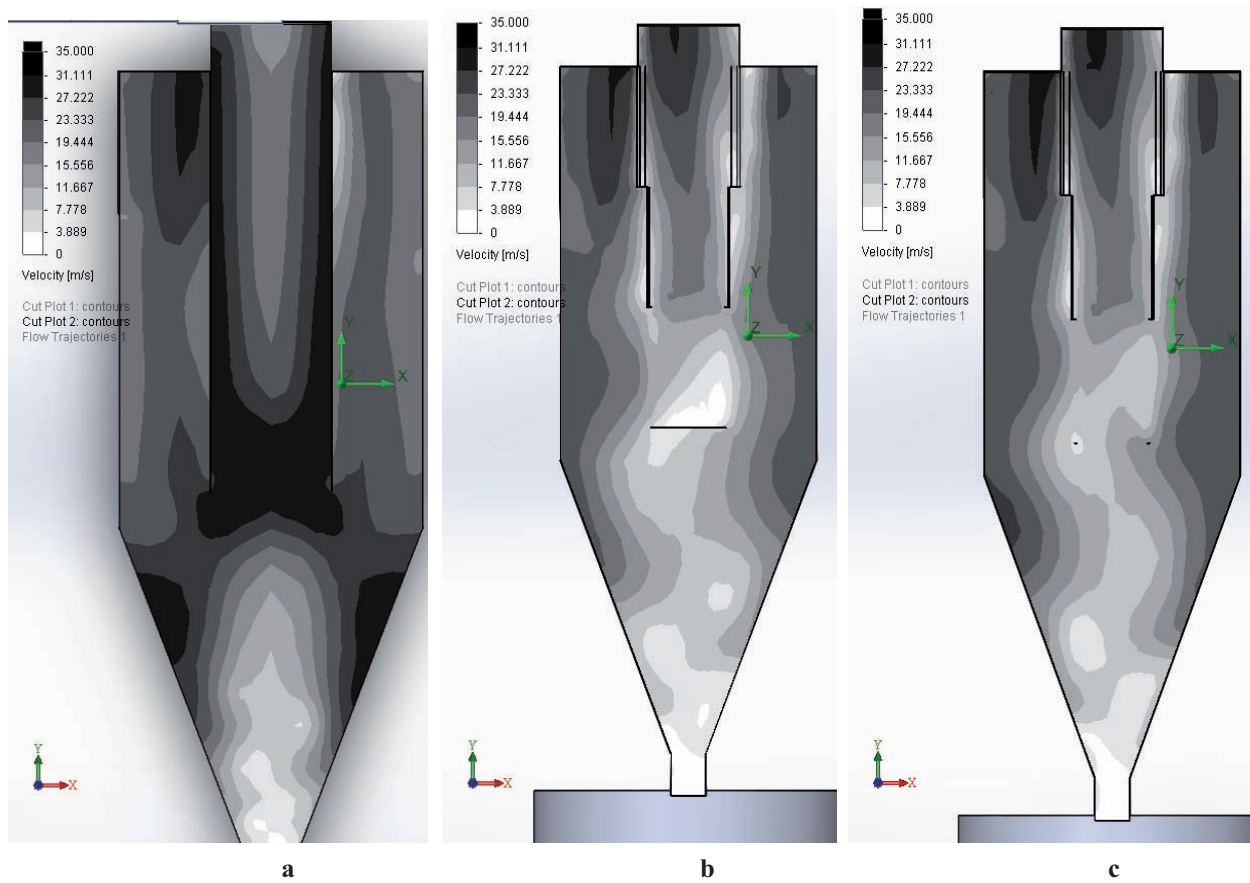 35.000
31.111
27.222
23.333
19.444
15.556
11.667
7.778
3.889
0
Velocity [m/s]
Cut Plot 1: contours
Cut Plot 2: contours
Flow Trajectories 1
Y
Z
X
Y
X
a
35.000
31.111
27.222
23.333
19.444
15.556
11.667
7.778
3.889
0
Velocity [m/s]
Cut Plot 1: contours
Cut Plot 2: contours
Flow Trajectories 1
Y
Z
X
Y
X
b
35.000
31.111
27.222
23.333
19.444
15.556
11.667
7.778
3.889
0
Velocity [m/s]
Cut Plot 1: contours
Cut Plot 2: contours
Flow Trajectories 1
Y
Z
X
Y
X
c